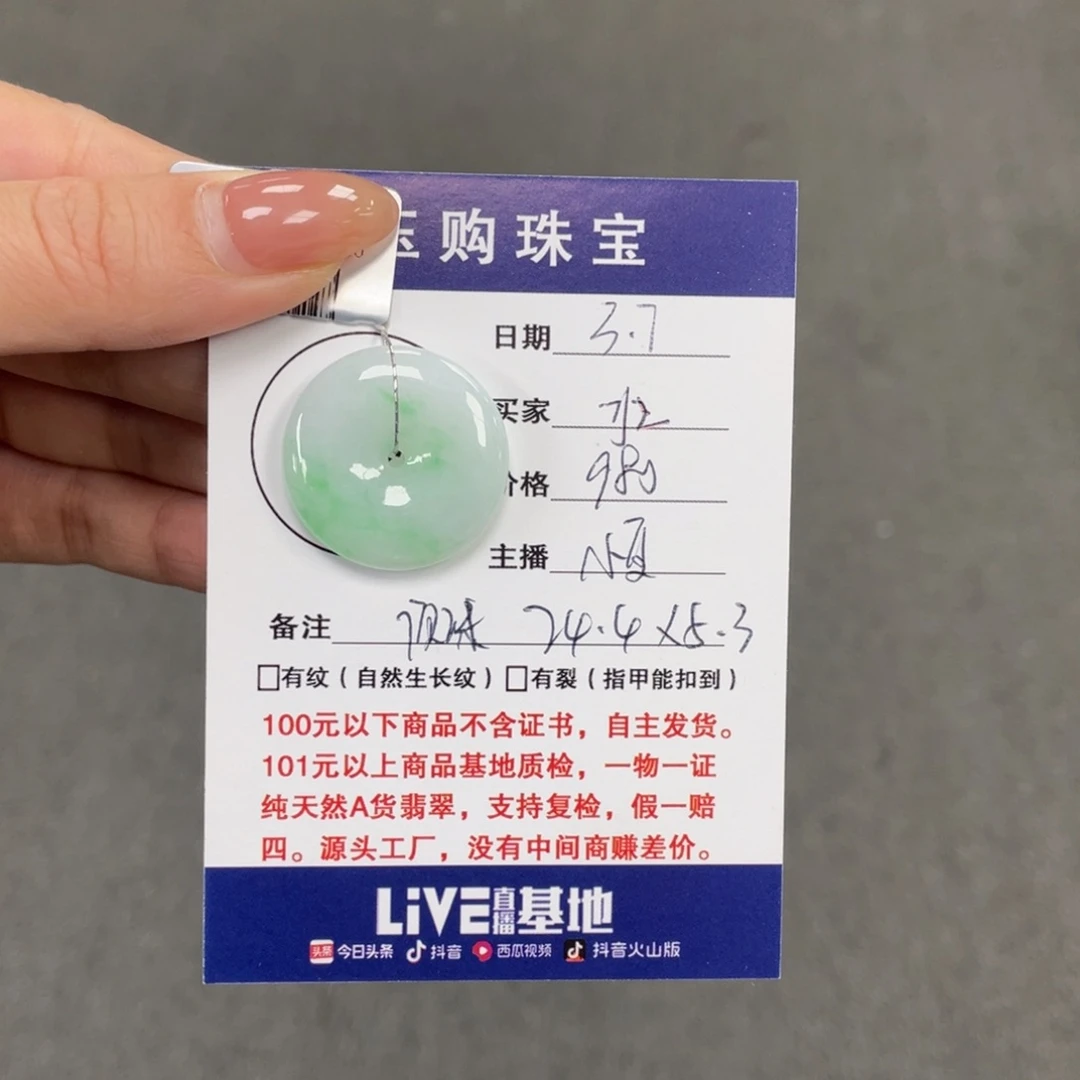 购珠宝
日期 3.7
买家
价格 980
主播
备注 24.4×5.3
□有纹（自然生长纹）□有裂（指甲能扣到）
100元以下商品不含证书，自主发货。
101元以上商品基地质检，一物一证
纯天然A货翡翠，支持复检，假一赔
四。源头工厂，没有中间商赚差价。
LiVE直播基地
头条 今日头条 抖音 西瓜视频 抖音火山版